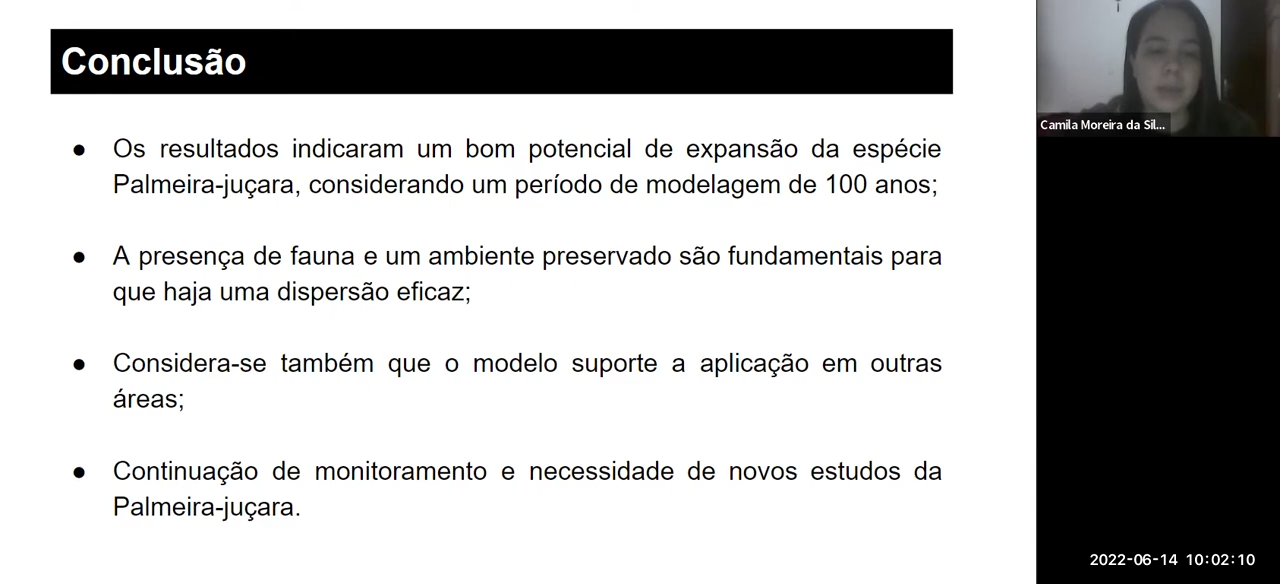 Conclusão
● Os resultados indicaram um bom potencial de expansão da espécie
Palmeira-juçara, considerando um período de modelagem de 100 anos;
● A presença de fauna e um ambiente preservado são fundamentais para
que haja uma dispersão eficaz;
● Considera-se também que o modelo suporte a aplicação em outras
áreas;
● Continuação de monitoramento e necessidade de novos estudos da
Palmeira-juçara.
Camila Moreira da Sil...
2022-06-14 10:02:10